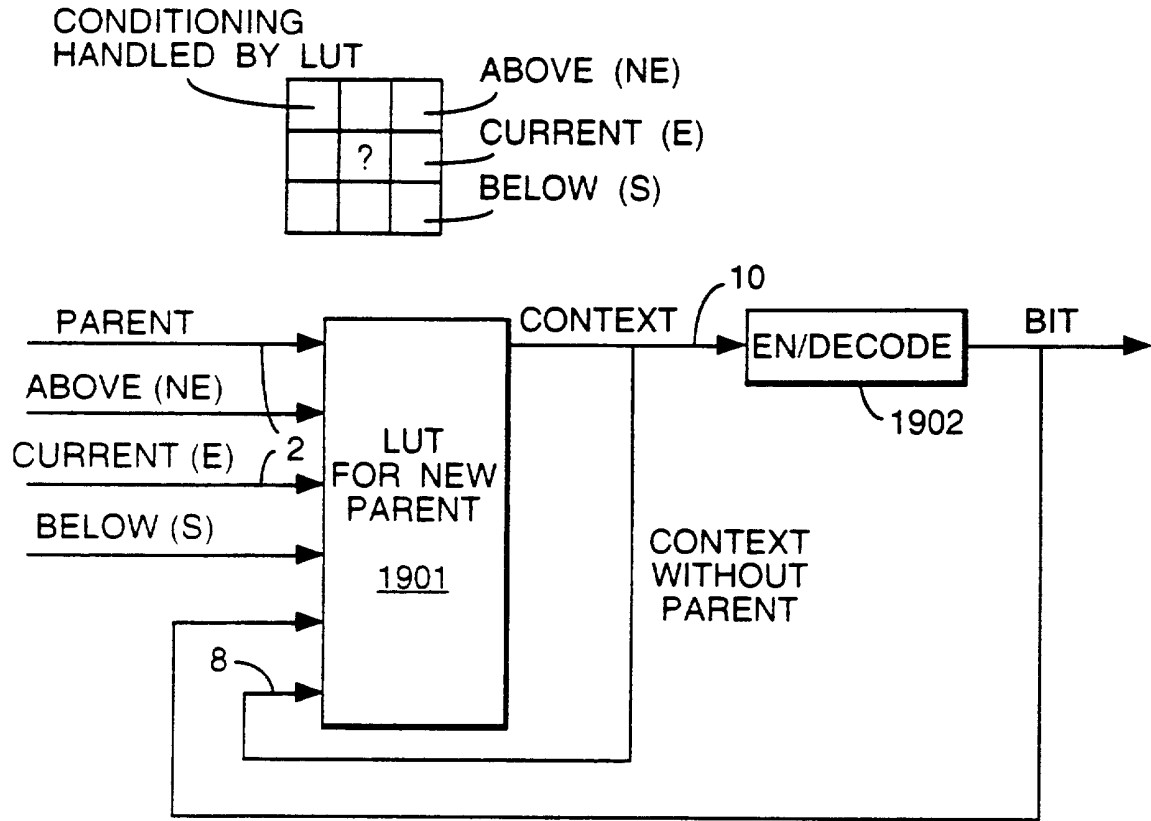 CONDITIONING
HANDLED BY LUT
ABOVE (NE)
CURRENT (E)
?
BELOW (S)
PARENT
ABOVE (NE)
CURRENT (E)
2
BELOW (S)
8
LUT
FOR NEW
PARENT
1901
CONTEXT
10
CONTEXT
WITHOUT
PARENT
EN/DECODE
1902
BIT